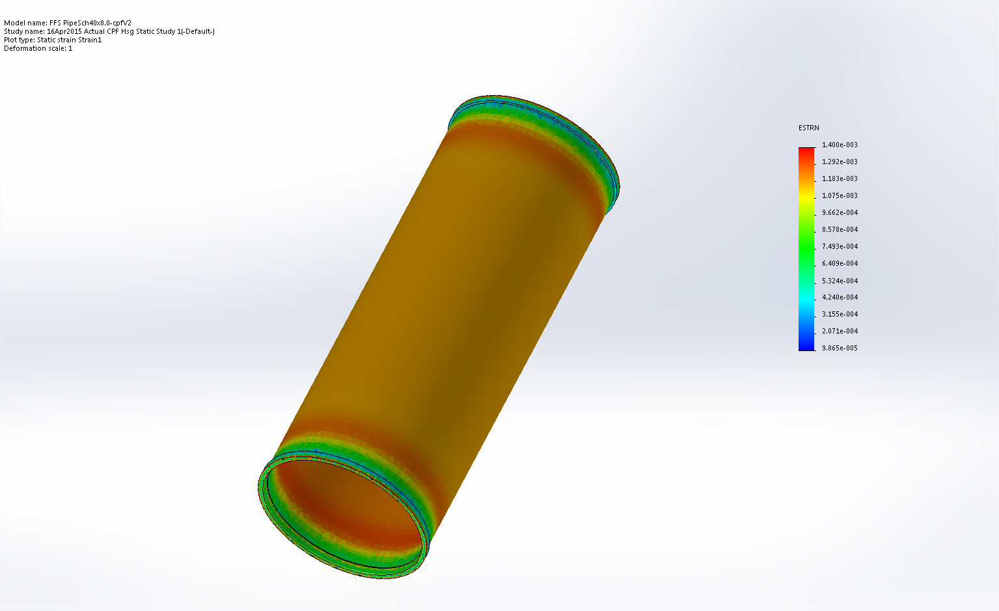 Model name: FFS PipeSch40x8.0-cpfV2
Study name: 16Apr2015 Actual CPF Hsg Static Study 1(-Default-)
Plot type: Static strain Strain1
Deformation scale: 1
ESTRN
1.400e-003
1.292e-003
1.183e-003
1.075e-003
9.662e-004
8.578e-004
7.493e-004
6.409e-004
5.324e-004
4.240e-004
3.155e-004
2.071e-004
9.865e-005